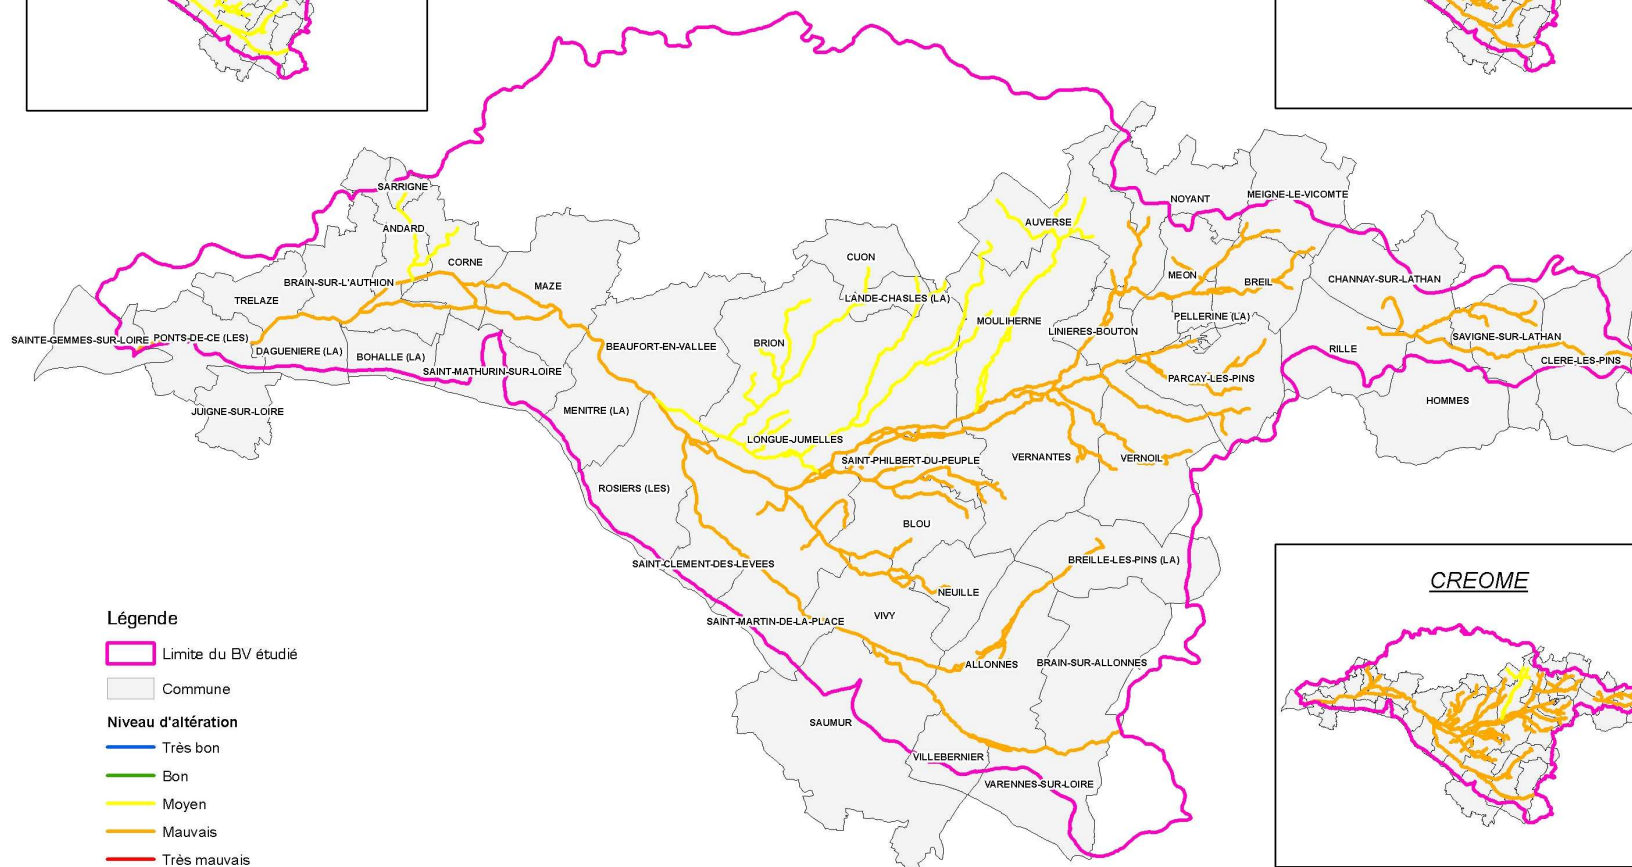 SARRIGNE
NOYANT
MEIGNE-LE-VICOMTE
ANDARD
AUVERSE
CORNE
CUON
BRAIN-SUR-L'AUTHION
MAZE
MEON
BREIL
CHANNAY-SUR-LATHAN
TRELAZE
LANDE-CHASLES (LA)
SAINTE-GEMMES-SUR-LOIRE
PONTS-DE-CE (LES)
MOULIHERNE
PELLERINE (LA)
LINIERES-BOUTON
DAGUENIERE (LA)
BOHALLE (LA)
BEAUFORT-EN-VALLEE
BRION
RILLE
SAVIGNE-SUR-LATHAN
CLERE-LES-PINS
SAINT-MATHURIN-SUR-LOIRE
PARCAY-LES-PINS
HOMMES
JUIGNE-SUR-LOIRE
MENITRE (LA)
LONGUE-JUMELLES
SAINT-PHILBERT-DU-PEUPLE
VERNANTES
VERNOIL
ROSIERS (LES)
BLOU
SAINT-CLEMENT-DES-LEVEES
BREILLE-LES-PINS (LA)
NEUILLE
SAINT-MARTIN-DE-LA-PLACE
VIVY
ALLONNES
BRAIN-SUR-ALLONNES
SAUMUR
VILLEBERNIER
VARENNES-SUR-LOIRE
CREOME
Légende
Limite du BV étudié
Commune
Niveau d'altération
Très bon
Bon
Moyen
Mauvais
Très mauvais